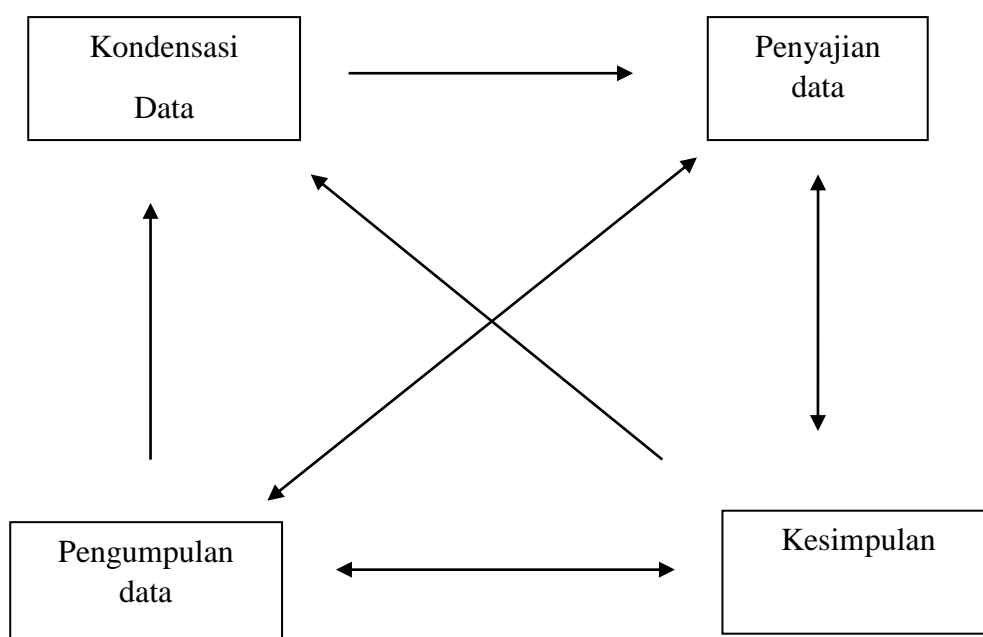 Kondensasi
Data
Penyajian
data
Pengumpulan
data
Kesimpulan